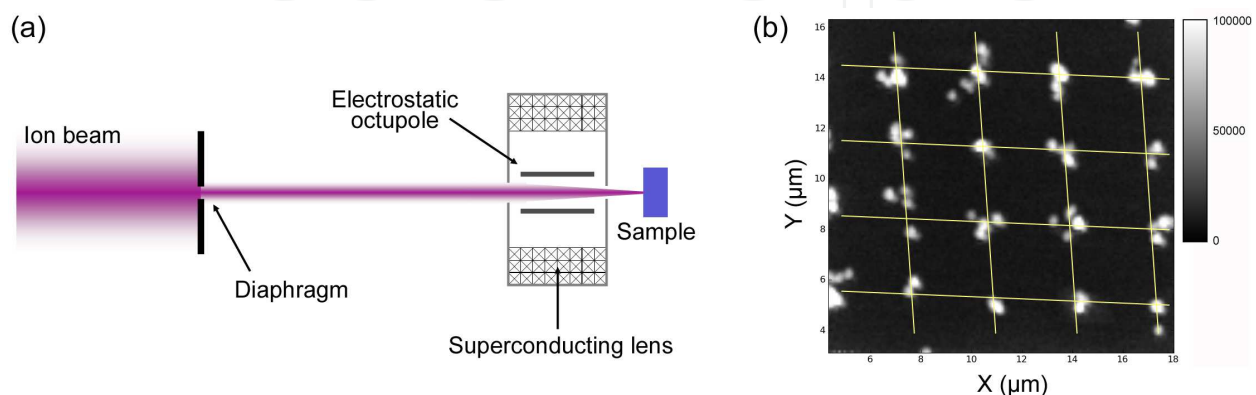 (a)
Ion beam
Electrostatic
octupole
Diaphragm
Superconducting lens
Sample
(b)
Y (µm)
16
14
12
10
8
6
4
6
8
10
12
14
16
18
X (µm)
100000
50000
0